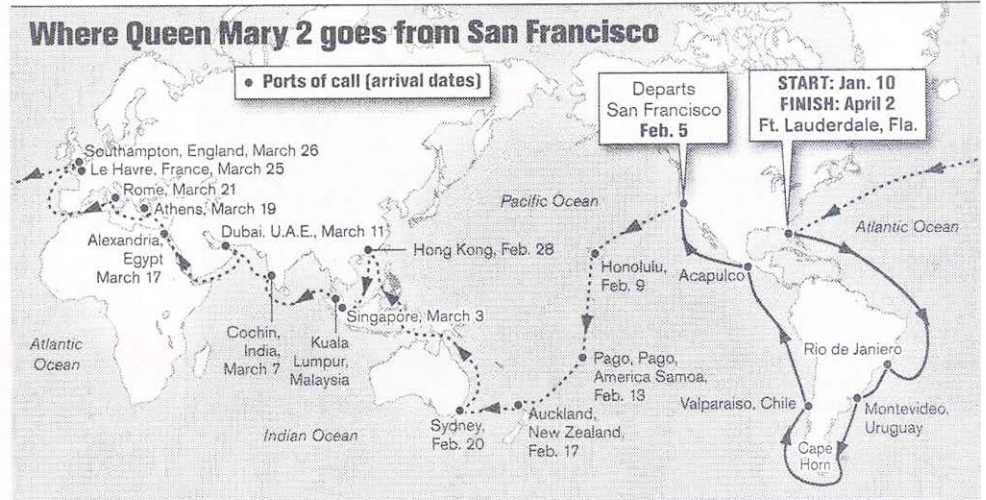 Where Queen Mary 2 goes from San Francisco
• Ports of call (arrival dates)
Departs
San Francisco
Feb. 5
START: Jan. 10
FINISH: April 2
Ft. Lauderdale, Fla.
Southampton, England, March 26
Le Havre, France, March 25
Rome, March 21
Athens, March 19
Alexandria,
Egypt
March 17
Dubai. U.A.E., March 11
Hong Kong, Feb. 28
Pacific Ocean
Atlantic
Ocean
Honolulu,
Feb. 9
Acapulco
Singapore, March 3
Cochin,
India,
March 7
Kuala
Lumpur,
Malaysia
Atlantic
Ocean
Indian Ocean
Sydney,
Feb. 20
Auckland,
New Zealand,
Feb. 17
Pago, Pago,
America Samoa,
Feb. 13
Rio de Janiero
Valparaiso, Chile
Montevideo,
Uruguay
Cape
Horn